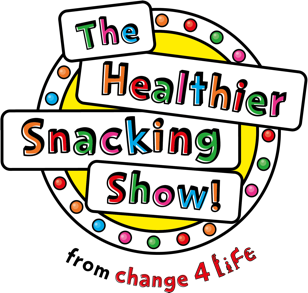 The
Healthier
Snacking
Show!
from change 4 LiFE